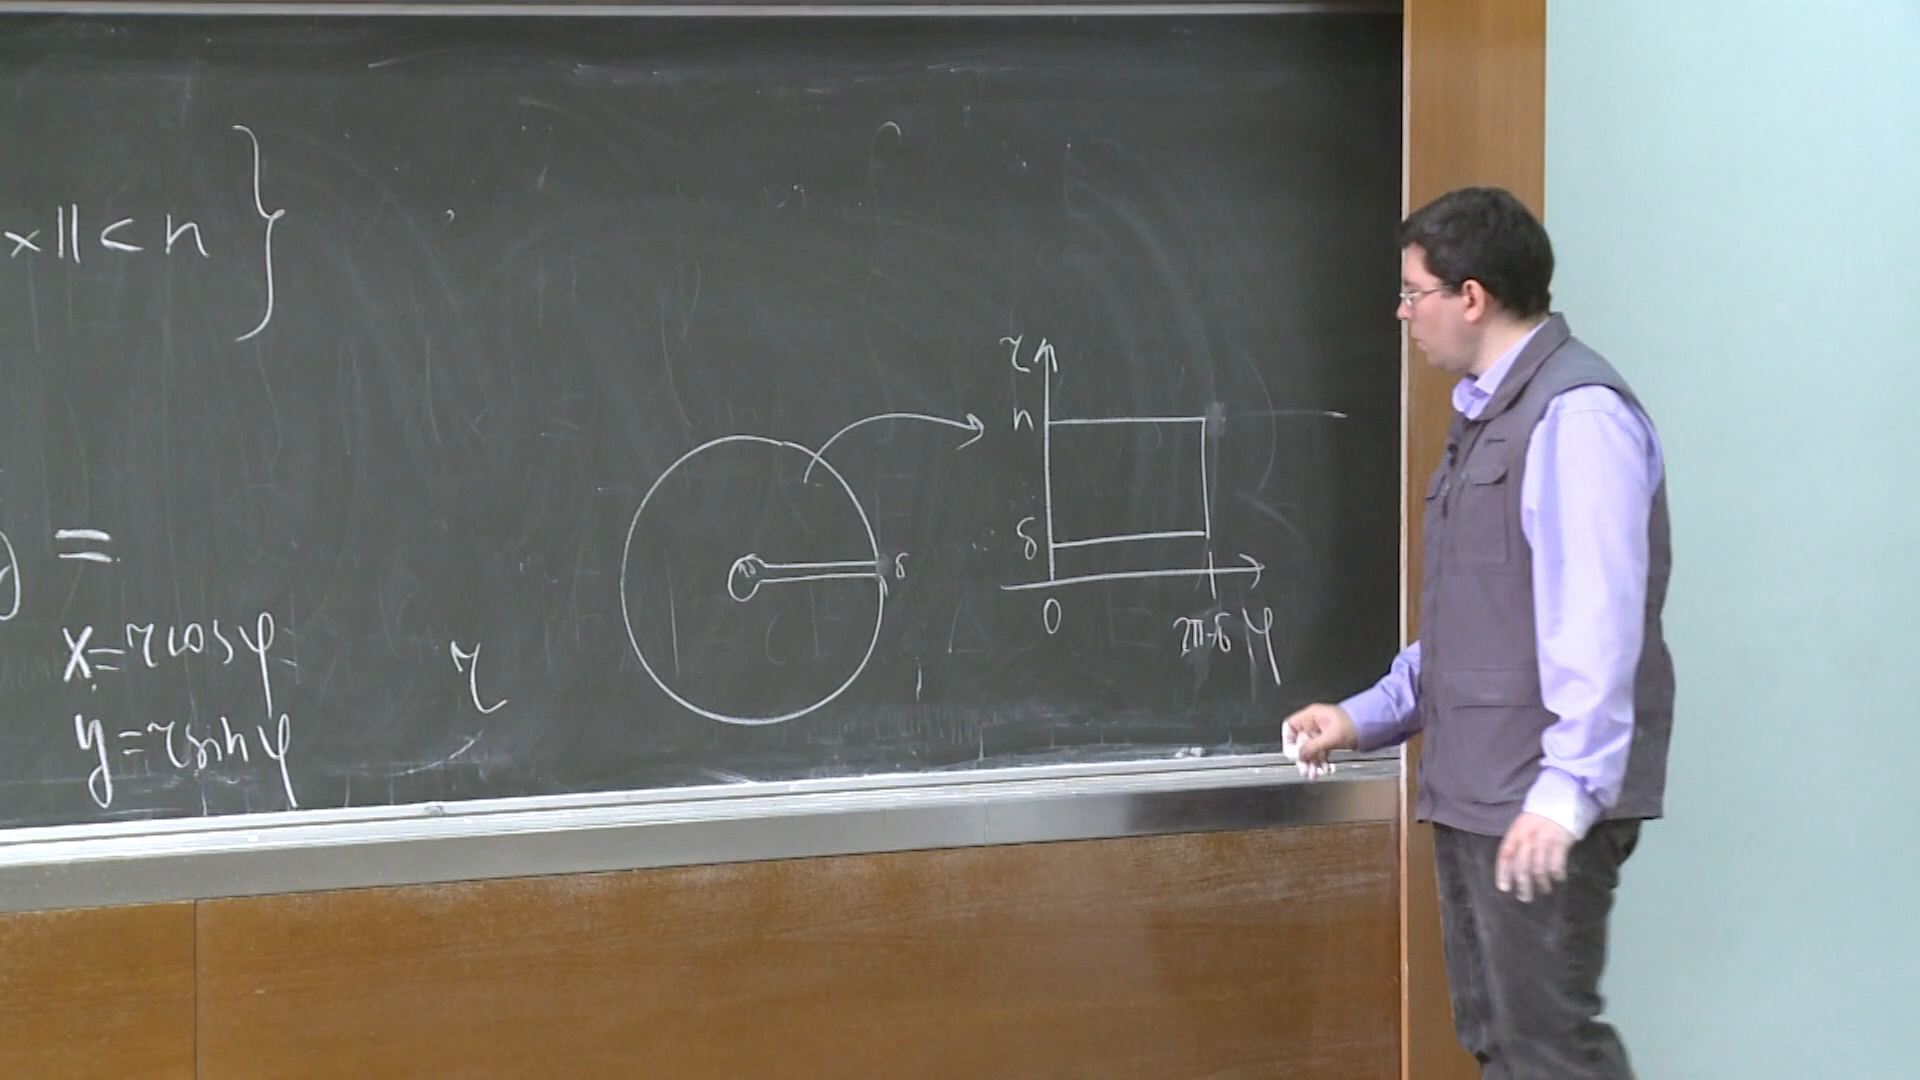 x || < n }
=
x = r cos φ
y = r sin φ
r
δ
r
n
δ
0
2π-δ φ